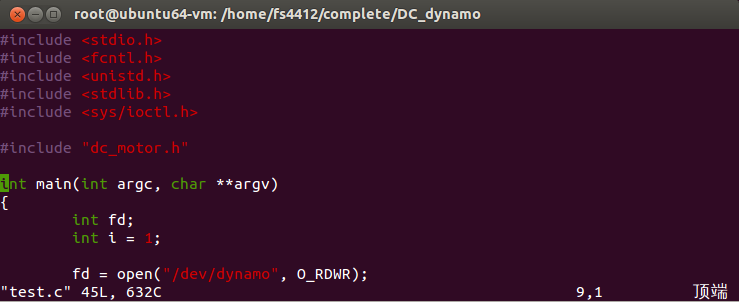 root@ubuntu64-vm: /home/fs4412/complete/DC_dynamo
#include <stdio.h>
#include <fcntl.h>
#include <unistd.h>
#include <stdlib.h>
#include <sys/ioctl.h>
#include "dc_motor.h"
int main(int argc, char **argv)
{
        int fd;
        int i = 1;
        fd = open("/dev/dynamo", O_RDWR);
"test.c" 45L, 632C 9,1 顶端